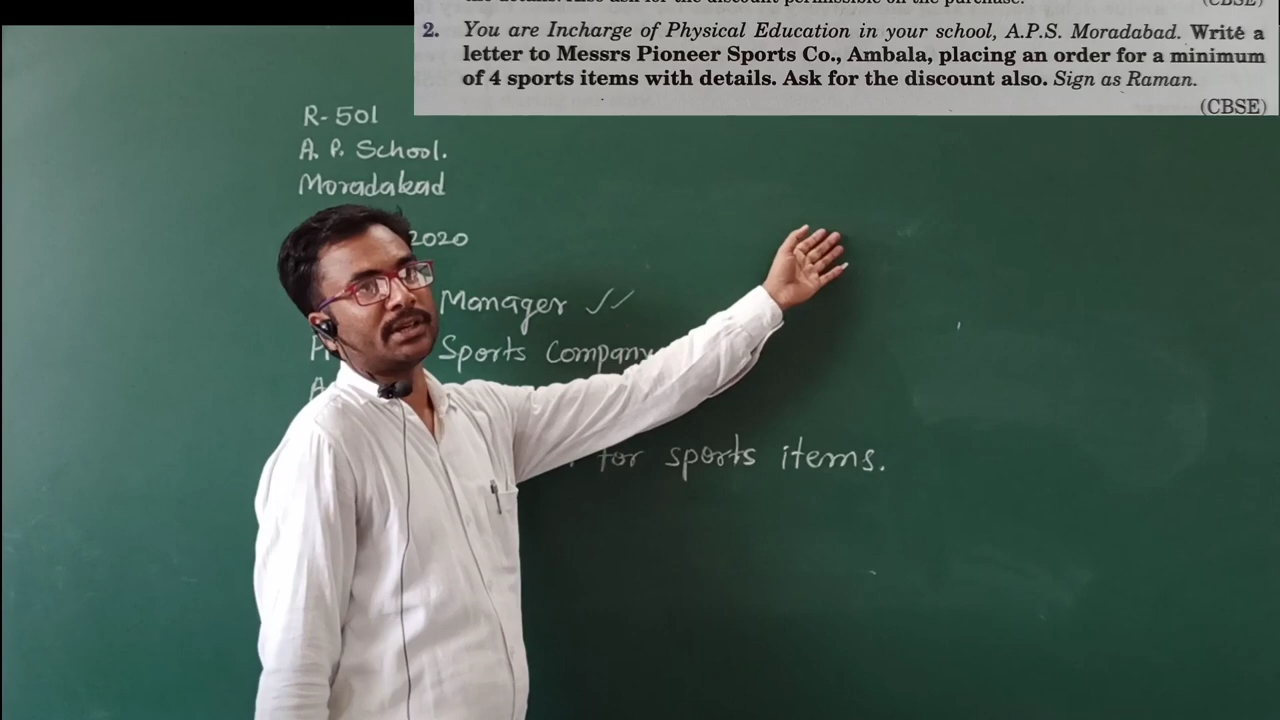 (CBSE)
2. You are Incharge of Physical Education in your school, A.P.S. Moradabad. Write a
letter to Messrs Pioneer Sports Co., Ambala, placing an order for a minimum
of 4 sports items with details. Ask for the discount also. Sign as Raman.
(CBSE)
R-501
A. P. School.
Moradabad
2020
Manager
Sports Company
for sports items.